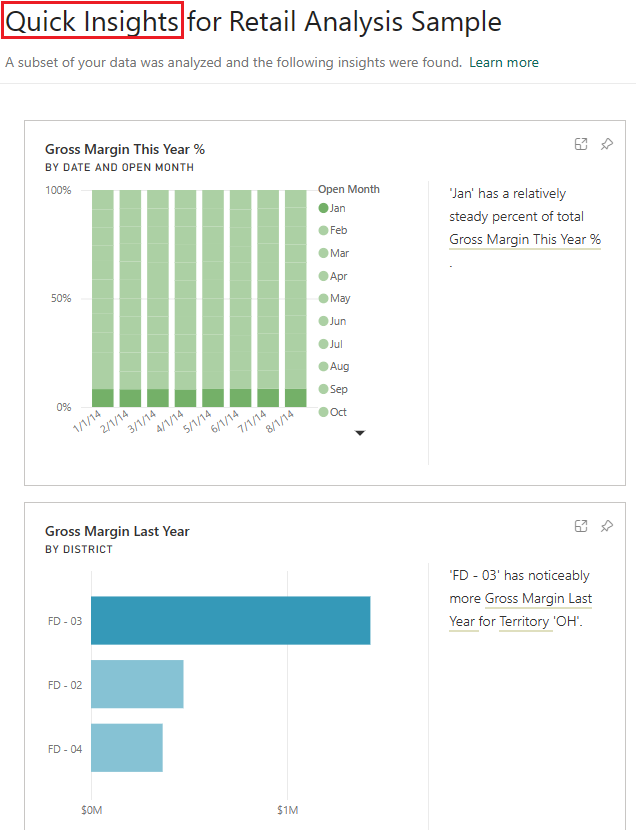 Quick Insights for Retail Analysis Sample
A subset of your data was analyzed and the following insights were found. Learn more
Gross Margin This Year %
BY DATE AND OPEN MONTH
100%
50%
0%
1/1/14
2/1/14
3/1/14
4/1/14
5/1/14
6/1/14
7/1/14
8/1/14
Open Month
Jan
Feb
Mar
Apr
May
Jun
Jul
Aug
Sep
Oct
'Jan' has a relatively
steady percent of total
Gross Margin This Year %
.
Gross Margin Last Year
BY DISTRICT
FD - 03
FD - 02
FD - 04
$0M
$1M
'FD - 03' has noticeably
more Gross Margin Last
Year for Territory 'OH'.